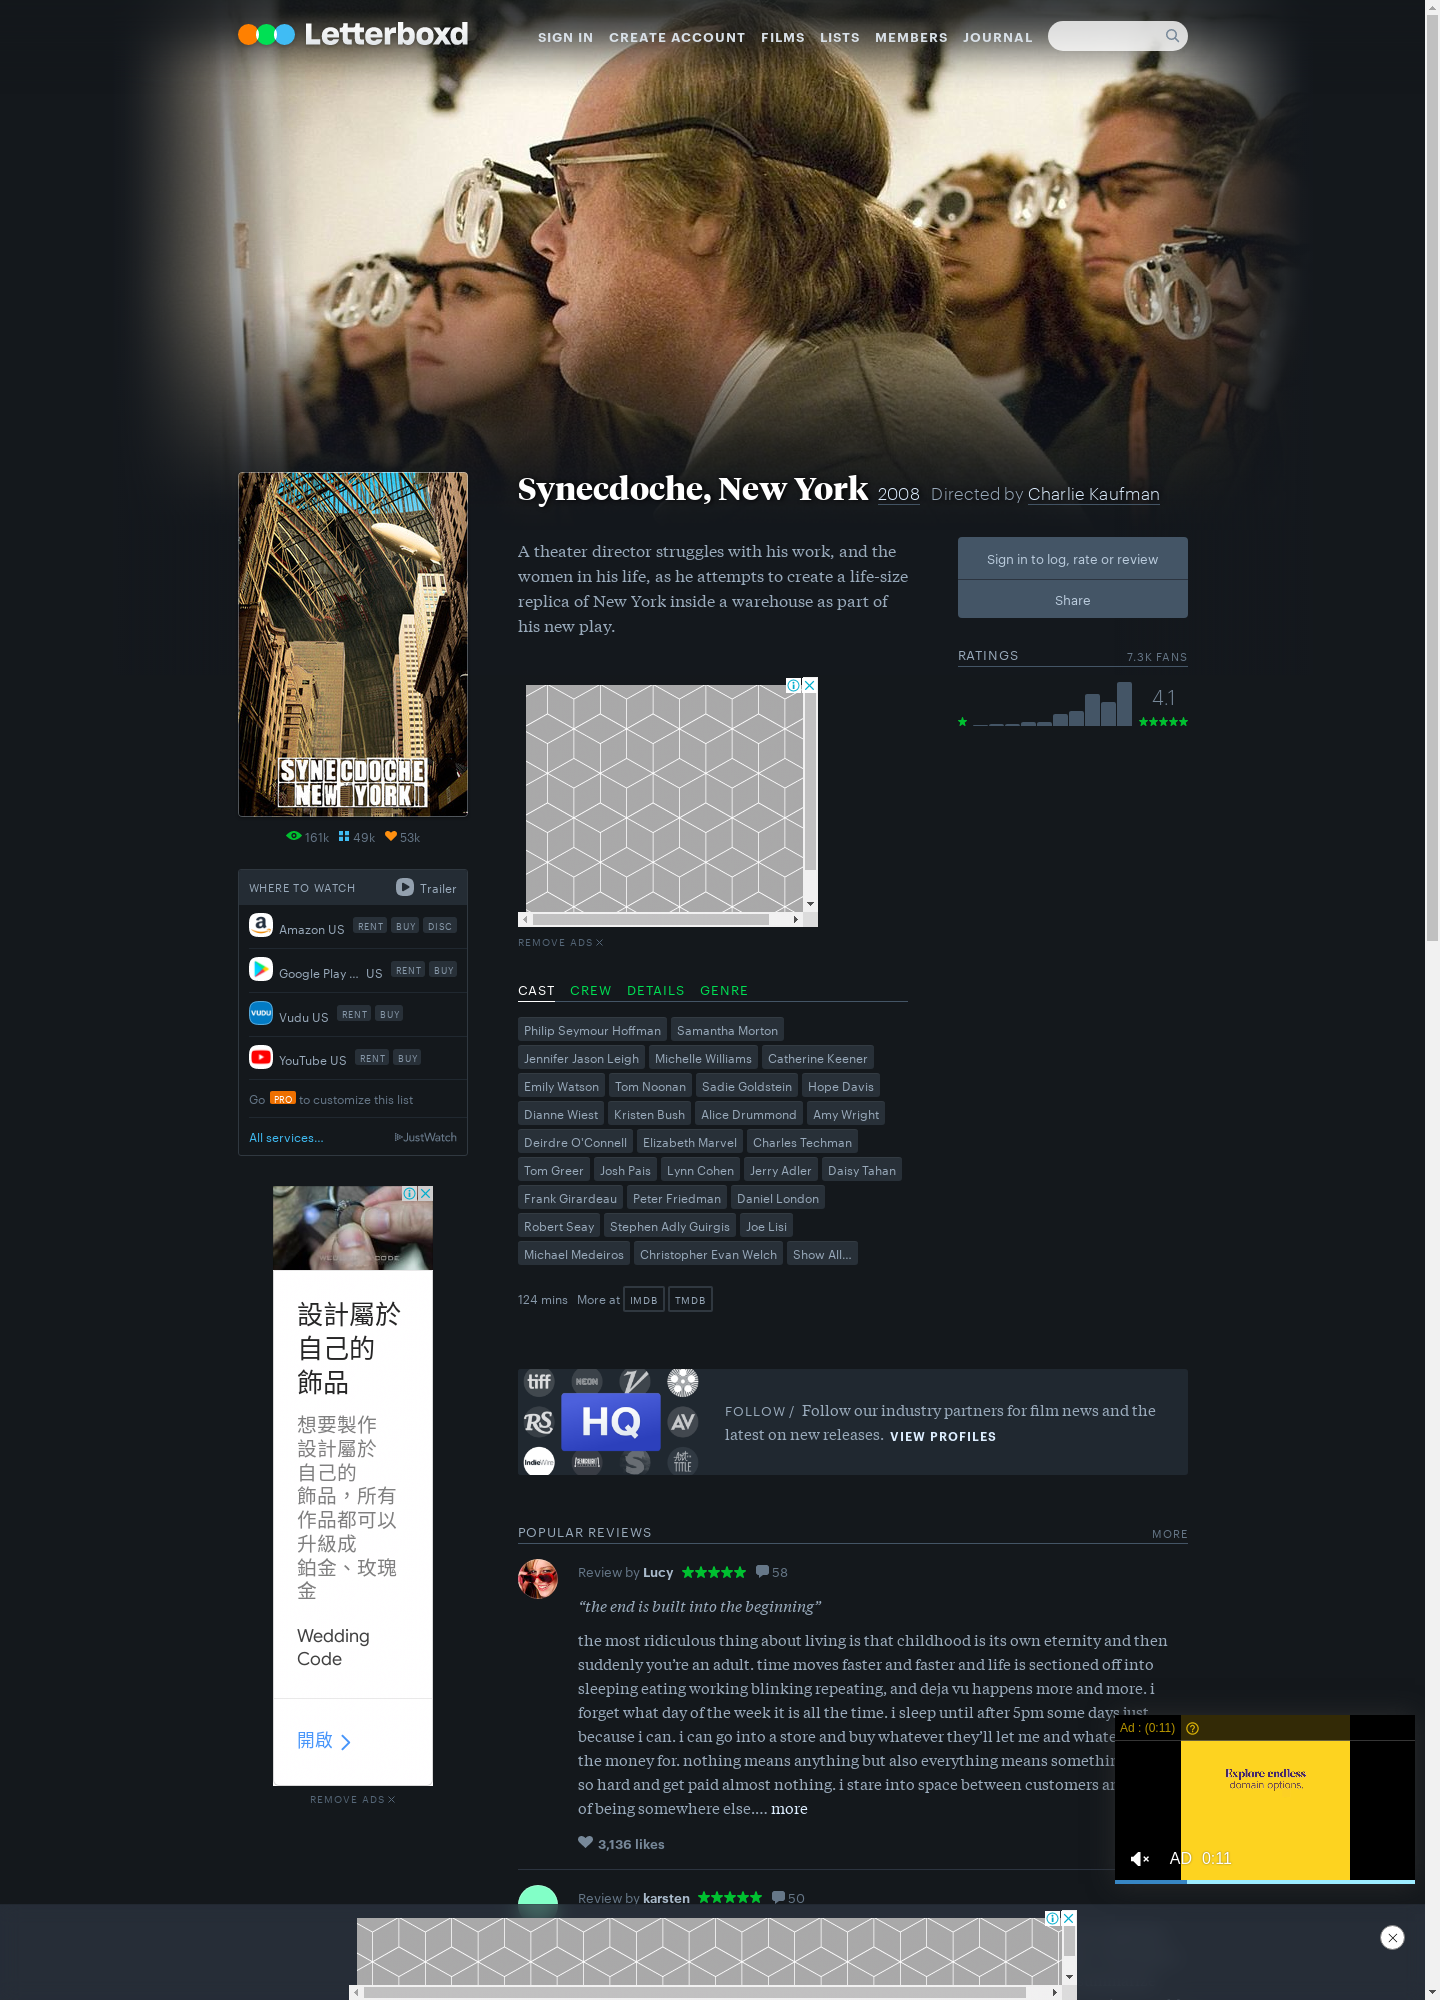 Letterboxd
SIGN IN CREATE ACCOUNT FILMS LISTS MEMBERS JOURNAL
Synecdoche, New York 2008 Directed by Charlie Kaufman
A theater director struggles with his work, and the
women in his life, as he attempts to create a life-size
replica of New York inside a warehouse as part of
his new play.
Sign in to log, rate or review
Share
RATINGS 7.3K FANS
4.1
SYNECDOCHE
NEW YORK
161k 49k 53k
WHERE TO WATCH Trailer
Amazon US RENT BUY DISC
Google Play … US RENT BUY
VUDU Vudu US RENT BUY
YouTube US RENT BUY
Go PRO to customize this list
All services… JustWatch
REMOVE ADS
CAST CREW DETAILS GENRE
Philip Seymour Hoffman Samantha Morton
Jennifer Jason Leigh Michelle Williams Catherine Keener
Emily Watson Tom Noonan Sadie Goldstein Hope Davis
Dianne Wiest Kristen Bush Alice Drummond Amy Wright
Deirdre O'Connell Elizabeth Marvel Charles Techman
Tom Greer Josh Pais Lynn Cohen Jerry Adler Daisy Tahan
Frank Girardeau Peter Friedman Daniel London
Robert Seay Stephen Adly Guirgis Joe Lisi
Michael Medeiros Christopher Evan Welch Show All…
124 mins More at IMDB TMDB
WEDDING CODE
設計屬於
自己的
飾品
想要製作
設計屬於
自己的
飾品，所有
作品都可以
升級成
鉑金、玫瑰
金
Wedding
Code
開啟
REMOVE ADS
tiff NEON V
RS HQ AV
IndieWire S Art of the TITLE
FOLLOW / Follow our industry partners for film news and the
latest on new releases. VIEW PROFILES
POPULAR REVIEWS MORE
Review by Lucy 58
“the end is built into the beginning”
the most ridiculous thing about living is that childhood is its own eternity and then
suddenly you’re an adult. time moves faster and faster and life is sectioned off into
sleeping eating working blinking repeating, and deja vu happens more and more. i
forget what day of the week it is all the time. i sleep until after 5pm some days just
because i can. i can go into a store and buy whatever they’ll let me and
the money for. nothing means anything but also everything means
so hard and get paid almost nothing. i stare into space between customers
of being somewhere else.… more
3,136 likes
Review by karsten 50
Ad : (0:11)
Explore endless
domain options.
AD 0:11